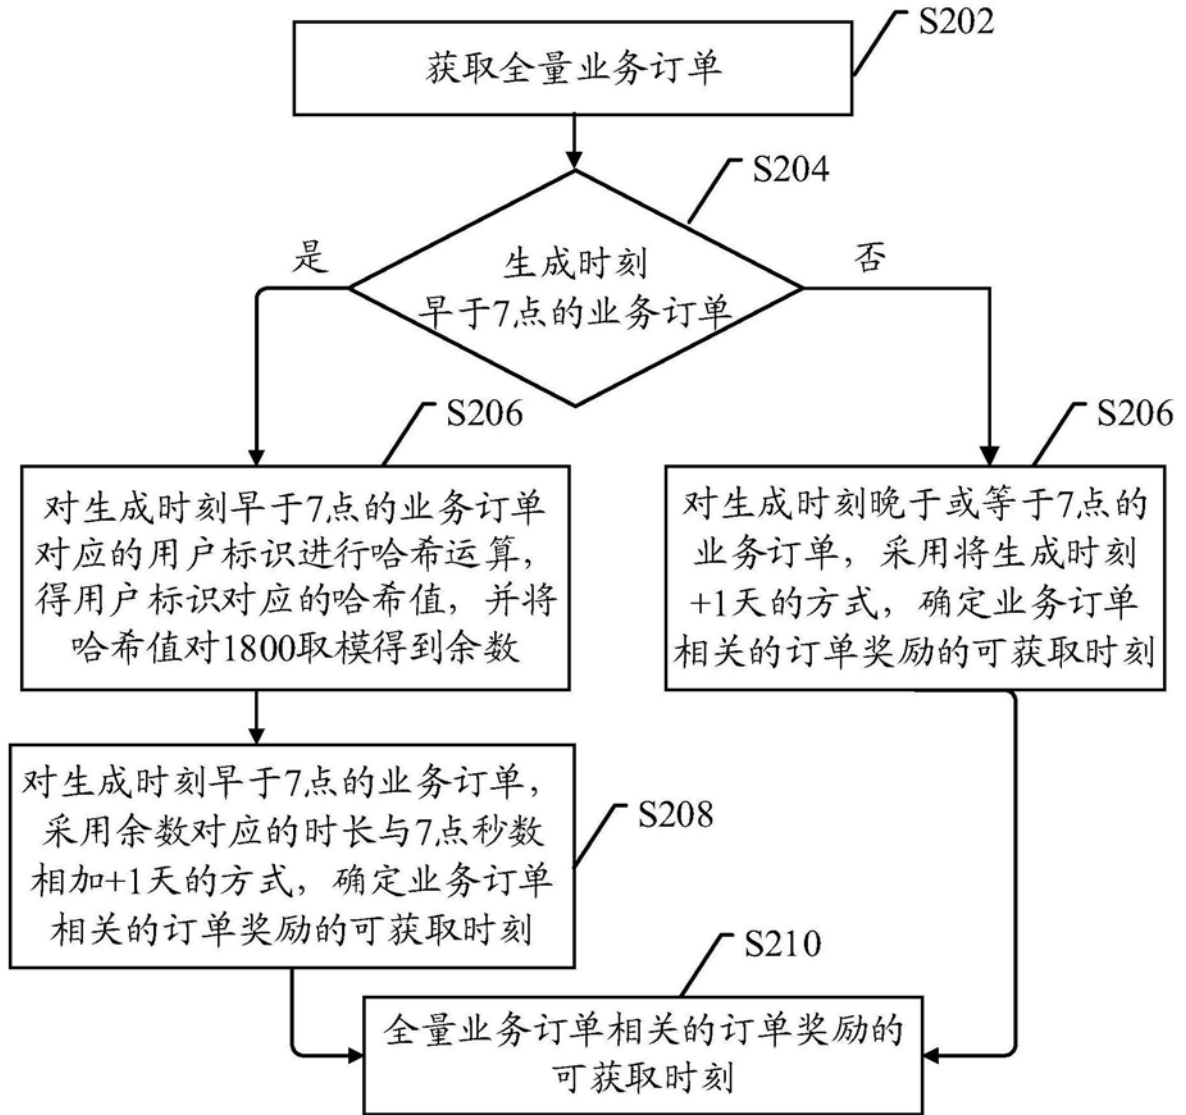 S202
获取全量业务订单
S204
是
否
生成时刻
早于7点的业务订单
S206
对生成时刻早于7点的业务订单
对应的用户标识进行哈希运算，
得用户标识对应的哈希值，并将
哈希值对1800取模得到余数
S206
对生成时刻晚于或等于7点的
业务订单，采用将生成时刻
+1天的方式，确定业务订单
相关的订单奖励的可获取时刻
S208
对生成时刻早于7点的业务订单，
采用余数对应的时长与7点秒数
相加+1天的方式，确定业务订单
相关的订单奖励的可获取时刻
S210
全量业务订单相关的订单奖励的
可获取时刻